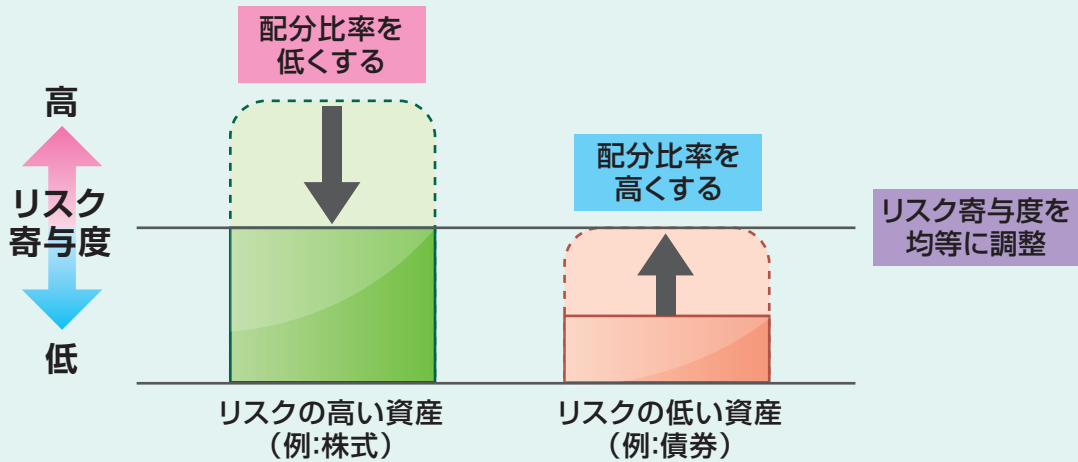 配分比率を
低くする
高
リスク
寄与度
低
配分比率を
高くする
リスク寄与度を
均等に調整
リスクの高い資産
（例:株式）
リスクの低い資産
（例:債券）